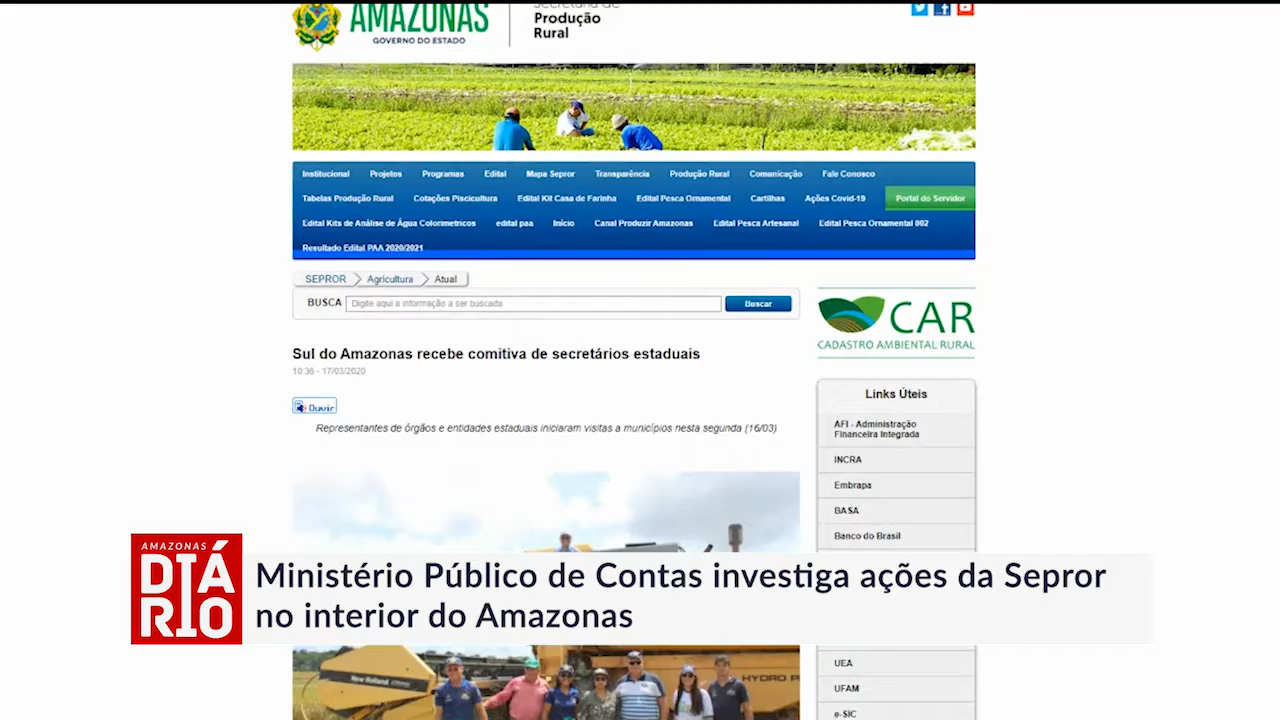 AMAZONAS
GOVERNO DO ESTADO
Secretaria de
Produção
Rural
Institucional Projetos Programas Edital Mapa Sepror Transparência Produção Rural Comunicação Fale Conosco
Tabelas Produção Rural Cotações Piscicultura Edital Kit Casa de Farinha Edital Pesca Ornamental Cartilhas Ações Covid-19 Portal do Servidor
Edital Kits de Análise de Água Colorimetricos edital paa Início Canal Produzir Amazonas Edital Pesca Artesanal Edital Pesca Ornamental 002
Resultado Edital PAA 2020/2021
SEPROR Agricultura Atual
BUSCA Digite aqui a informação a ser buscada Buscar
CAR
CADASTRO AMBIENTAL RURAL
Sul do Amazonas recebe comitiva de secretários estaduais
10:36 - 17/03/2020
Ouvir
Representantes de órgãos e entidades estaduais iniciaram visitas a municípios nesta segunda (16/03)
Links Úteis
AFI - Administração
Financeira Integrada
INCRA
Embrapa
BASA
Banco do Brasil
AMAZONAS
DIÁRIO
Ministério Público de Contas investiga ações da Sepror
no interior do Amazonas
New Holland
HYDRO
UEA
UFAM
e-SIC